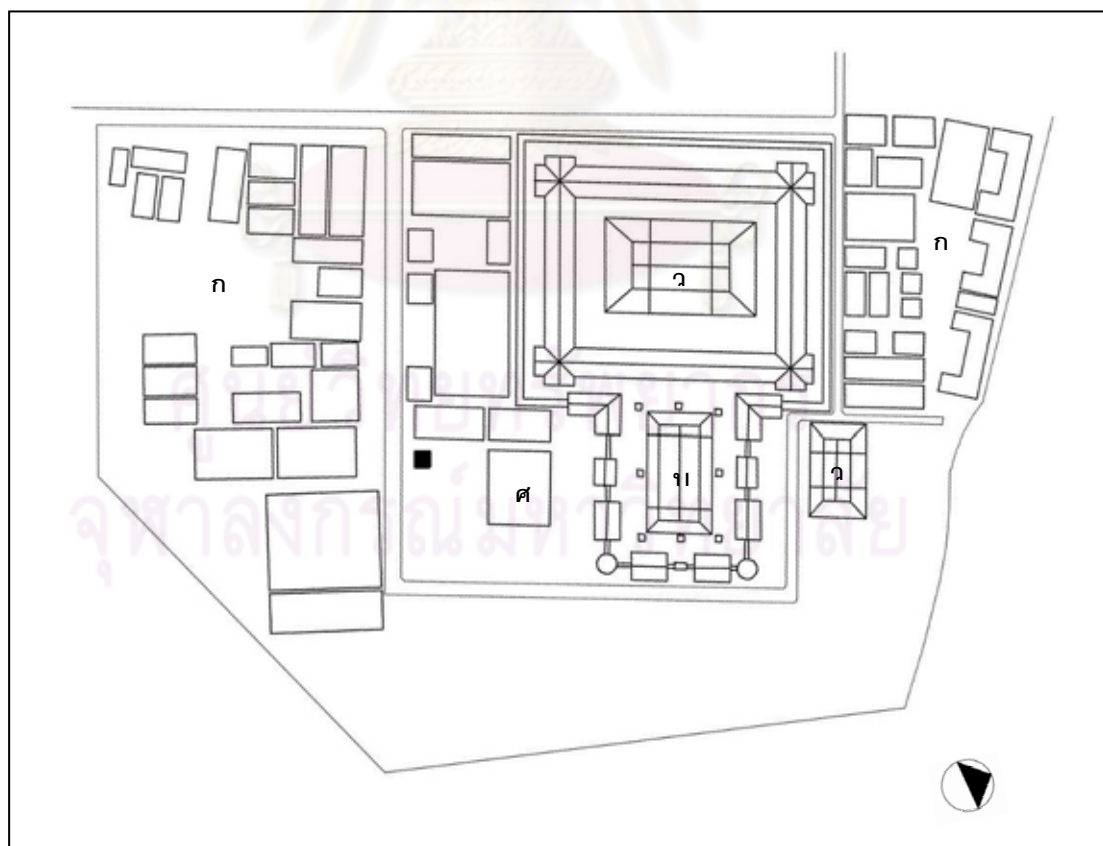 ก
ว
ก
ศูนย์วิทยทรัพยากร
บ
ว
ศ
จุฬาลงกรณ์มหาวิทยาลัย